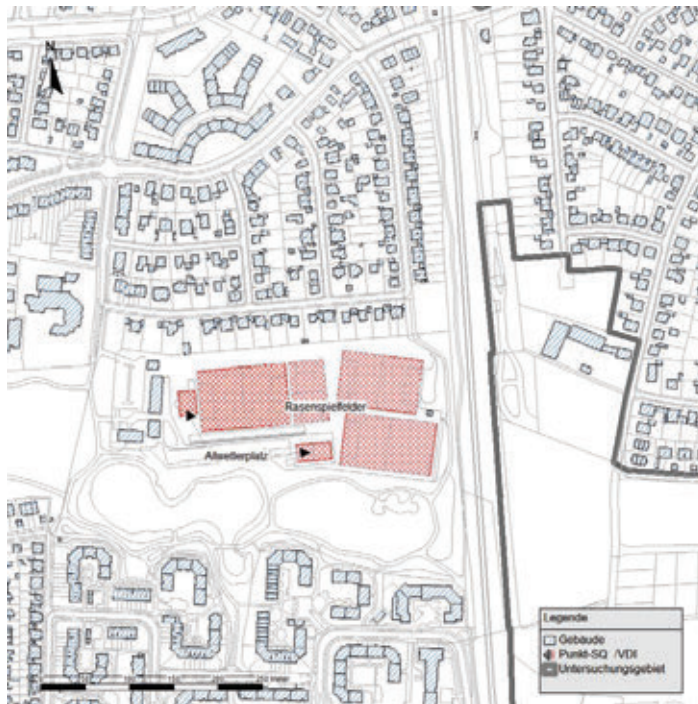 N
Rasenspielfelder
Allwetterplatz
Legende
Gebäude
Punkt-SQ /VDI
Untersuchungsgebiet